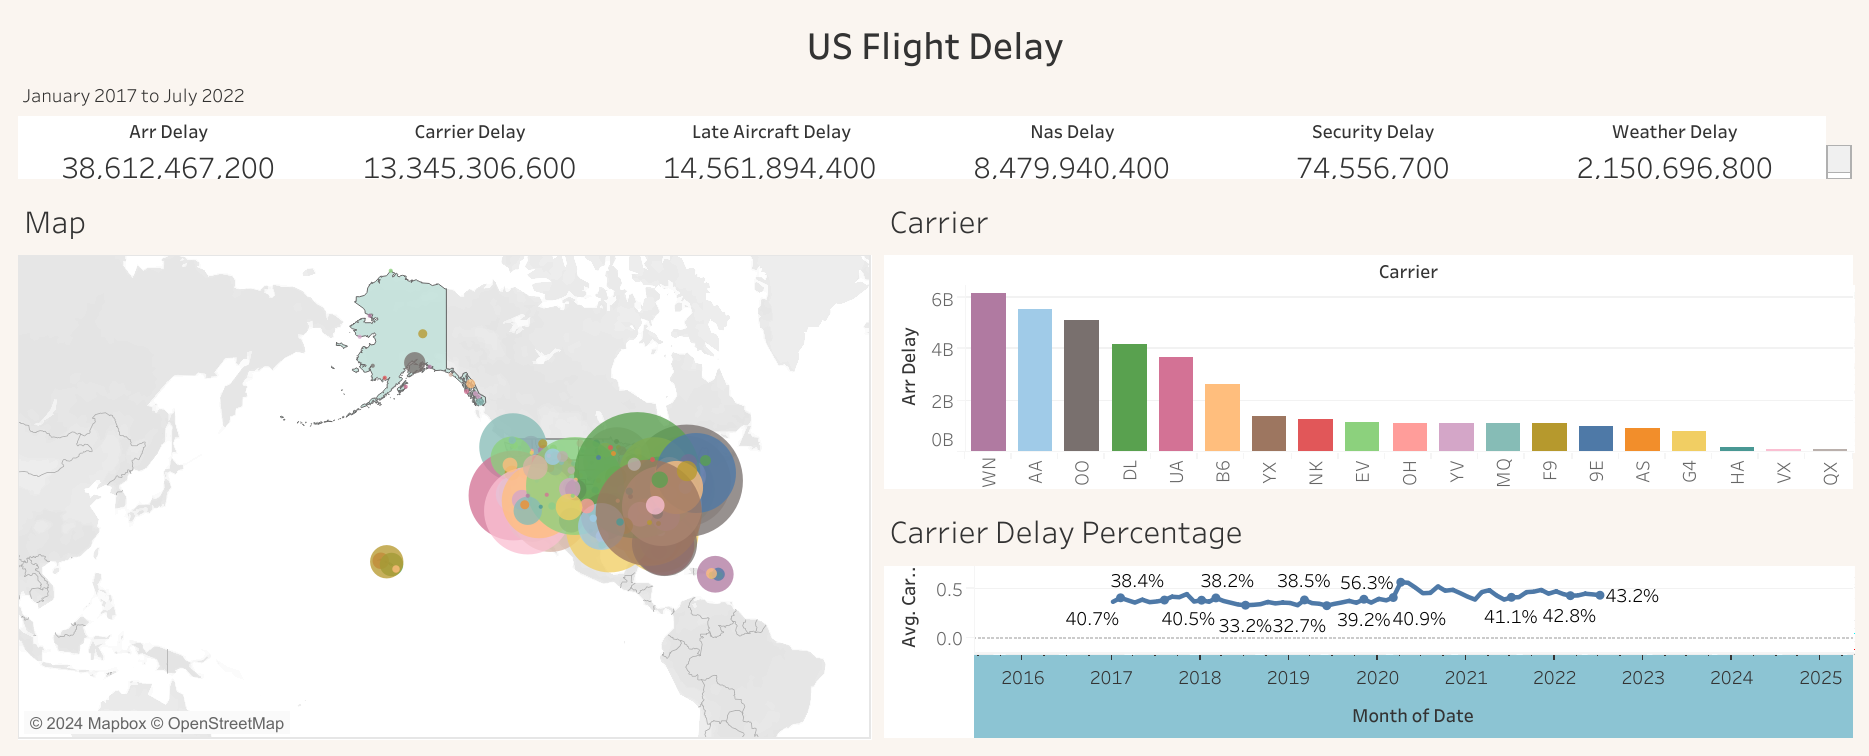 US Flight Delay
January 2017 to July 2022
Arr Delay Carrier Delay Late Aircraft Delay Nas Delay Security Delay Weather Delay
38,612,467,200 13,345,306,600 14,561,894,400 8,479,940,400 74,556,700 2,150,696,800
Map
© 2024 Mapbox © OpenStreetMap
Carrier
Carrier
Arr Delay
6B
4B
2B
0B
WN AA OO DL UA B6 YX NK EV OH YV MQ F9 9E AS G4 HA VX QX
Carrier Delay Percentage
Avg. Car..
0.5
0.0
38.4% 38.2% 38.5% 56.3%
43.2%
40.7% 40.5% 33.2% 32.7% 39.2% 40.9% 41.1% 42.8%
2016 2017 2018 2019 2020 2021 2022 2023 2024 2025
Month of Date